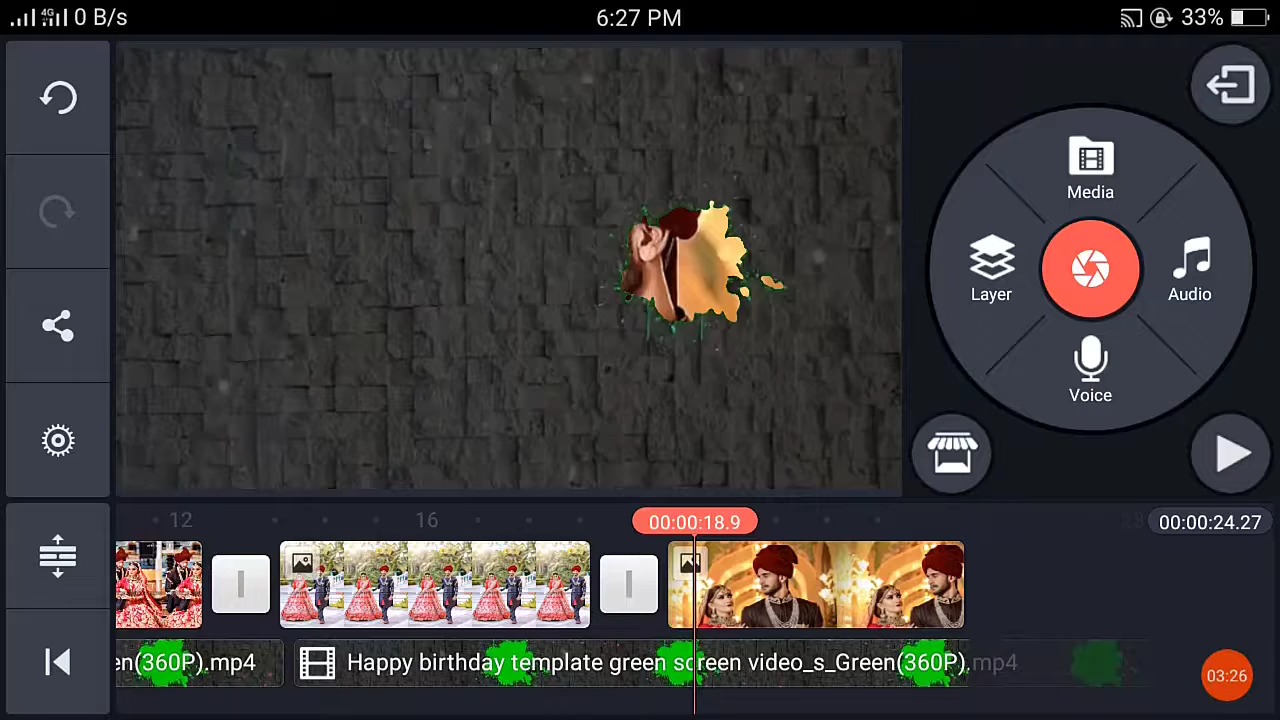 4G 0 B/s
6:27 PM
33%
Media
Layer
Audio
Voice
12
16
00:00:18.9
00:00:24.27
en(360P).mp4
Happy birthday template green screen video_s_Green(360P).mp4
03:26